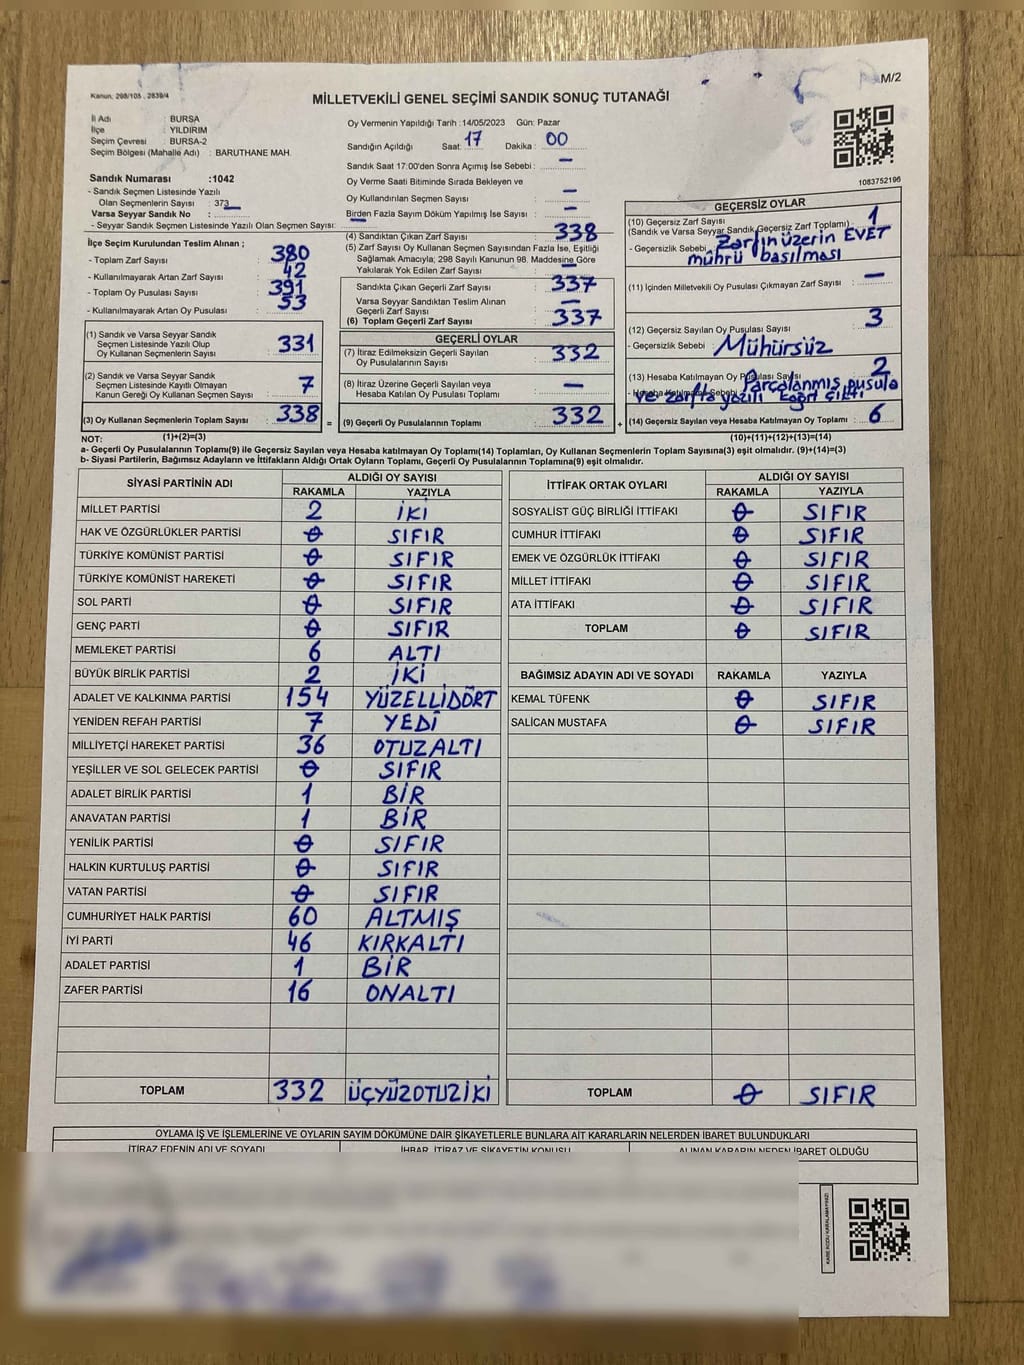 M/2
Kanun, 298/105 . 2839/4
MİLLETVEKİLİ GENEL SEÇİMİ SANDIK SONUÇ TUTANAĞI
İl Adı : BURSA
İlçe : YILDIRIM
Seçim Çevresi : BURSA-2
Seçim Bölgesi (Mahalle Adı) : BARUTHANE MAH.
Sandık Numarası :1042
- Sandık Seçmen Listesinde Yazılı
Olan Seçmenlerin Sayısı : 373
Varsa Seyyar Sandık No :
- Seyyar Sandık Seçmen Listesinde Yazılı Olan Seçmen Sayısı: —
İlçe Seçim Kurulundan Teslim Alınan ;
- Toplam Zarf Sayısı : 380
- Kullanılmayarak Artan Zarf Sayısı : 42
- Toplam Oy Pusulası Sayısı : 391
- Kullanılmayarak Artan Oy Pusulası : 53
(1) Sandık ve Varsa Seyyar Sandık
Seçmen Listesinde Yazılı Olup
Oy Kullanan Seçmenlerin Sayısı : 331
(2) Sandık ve Varsa Seyyar Sandık
Seçmen Listesinde Kayıtlı Olmayan
Kanun Gereği Oy Kullanan Seçmen Sayısı : 7
(3) Oy Kullanan Seçmenlerin Toplam Sayısı : 338
Oy Vermenin Yapıldığı Tarih : 14/05/2023 Gün: Pazar
Sandığın Açıldığı Saat: 17 Dakika : 00
Sandık Saat 17:00'den Sonra Açımış İse Sebebi : —
Oy Verme Saati Bitiminde Sırada Bekleyen ve
Oy Kullandırılan Seçmen Sayısı : —
Birden Fazla Sayım Döküm Yapılmış İse Sayısı : —
(4) Sandıktan Çıkan Zarf Sayısı : 338
(5) Zarf Sayısı Oy Kullanan Seçmen Sayısından Fazla İse, Eşitliği
Sağlamak Amacıyla; 298 Sayılı Kanunun 98. Maddesine Göre
Yakılarak Yok Edilen Zarf Sayısı : —
Sandıkta Çıkan Geçerli Zarf Sayısı : 337
Varsa Seyyar Sandıktan Teslim Alınan
Geçerli Zarf Sayısı : —
(6) Toplam Geçerli Zarf Sayısı : 337
GEÇERLİ OYLAR
(7) İtiraz Edilmeksizin Geçerli Sayılan
Oy Pusulalarının Sayısı : 332
(8) İtiraz Üzerine Geçerli Sayılan veya
Hesaba Katılan Oy Pusulası Toplamı : —
= (9) Geçerli Oy Pusulalarının Toplamı : 332
1083752196
GEÇERSİZ OYLAR
(10) Geçersiz Zarf Sayısı
(Sandık ve Varsa Seyyar Sandık Geçersiz Zarf Toplamı) : 1
- Geçersizlik Sebebi : Zarfın üzerin EVET
mührü basılması
(11) İçinden Milletvekili Oy Pusulası Çıkmayan Zarf Sayısı : —
(12) Geçersiz Sayılan Oy Pusulası Sayısı : 3
- Geçersizlik Sebebi : Mühürsüz
(13) Hesaba Katılmayan Oy Pusulası Sayısı : 2
- Hesaba Katılmama Sebebi : Parçalanmış pusula
ve zarfta yazılı kağıt çıktı
+ (14) Geçersiz Sayılan veya Hesaba Katılmayan Oy Toplamı : 6
NOT: (1)+(2)=(3) (10)+(11)+(12)+(13)=(14)
a- Geçerli Oy Pusulasının Toplamı(9) ile Geçersiz Sayılan veya Hesaba Katılmayan Oy Toplamı(14) Toplamları, Oy Kullanan Seçmenlerin Toplam Sayısına(3) eşit olmalıdır. (9)+(14)=(3)
b- Siyasi Partilerin, Bağımsız Adayların ve İttifakların Aldığı Ortak Oyların Toplamı, Geçerli Oy Pusulalarının Toplamına(9) eşit olmalıdır.
SİYASİ PARTİNİN ADI ALDIĞI OY SAYISI
RAKAMLA YAZIYLA
MİLLET PARTİSİ 2 İKİ
HAK VE ÖZGÜRLÜKLER PARTİSİ 0 SIFIR
TÜRKİYE KOMÜNİST PARTİSİ 0 SIFIR
TÜRKİYE KOMÜNİST HAREKETİ 0 SIFIR
SOL PARTİ 0 SIFIR
GENÇ PARTİ 0 SIFIR
MEMLEKET PARTİSİ 6 ALTI
BÜYÜK BİRLİK PARTİSİ 2 İKİ
ADALET VE KALKINMA PARTİSİ 154 YÜZELLİDÖRT
YENİDEN REFAH PARTİSİ 7 YEDİ
MİLLİYETÇİ HAREKET PARTİSİ 36 OTUZALTI
YEŞİLLER VE SOL GELECEK PARTİSİ 0 SIFIR
ADALET BİRLİK PARTİSİ 1 BİR
ANAVATAN PARTİSİ 1 BİR
YENİLİK PARTİSİ 0 SIFIR
HALKIN KURTULUŞ PARTİSİ 0 SIFIR
VATAN PARTİSİ 0 SIFIR
CUMHURİYET HALK PARTİSİ 60 ALTMIŞ
İYİ PARTİ 46 KIRKALTI
ADALET PARTİSİ 1 BİR
ZAFER PARTİSİ 16 ONALTI
TOPLAM 332 ÜÇYÜZOTUZİKİ
İTTİFAK ORTAK OYLARI ALDIĞI OY SAYISI
RAKAMLA YAZIYLA
SOSYALİST GÜÇ BİRLİĞİ İTTİFAKI 0 SIFIR
CUMHUR İTTİFAKI 0 SIFIR
EMEK VE ÖZGÜRLÜK İTTİFAKI 0 SIFIR
MİLLET İTTİFAKI 0 SIFIR
ATA İTTİFAKI 0 SIFIR
TOPLAM 0 SIFIR
BAĞIMSIZ ADAYIN ADI VE SOYADI RAKAMLA YAZIYLA
KEMAL TÜFENK 0 SIFIR
SALİCAN MUSTAFA 0 SIFIR
TOPLAM 0 SIFIR
OYLAMA İŞ VE İŞLEMLERİNE VE OYLARIN SAYIM DÖKÜMÜNE DAİR ŞİKAYETLERLE BUNLARA AİT KARARLARIN NELERDEN İBARET BULUNDUKLARI
İTİRAZ EDENİN ADI VE SOYADI İHBAR, İTİRAZ VE ŞİKAYETİN KONUSU ALINAN KARARIN NEDEN İBARET OLDUĞU
KAREKODU KARALAMAYINIZ!